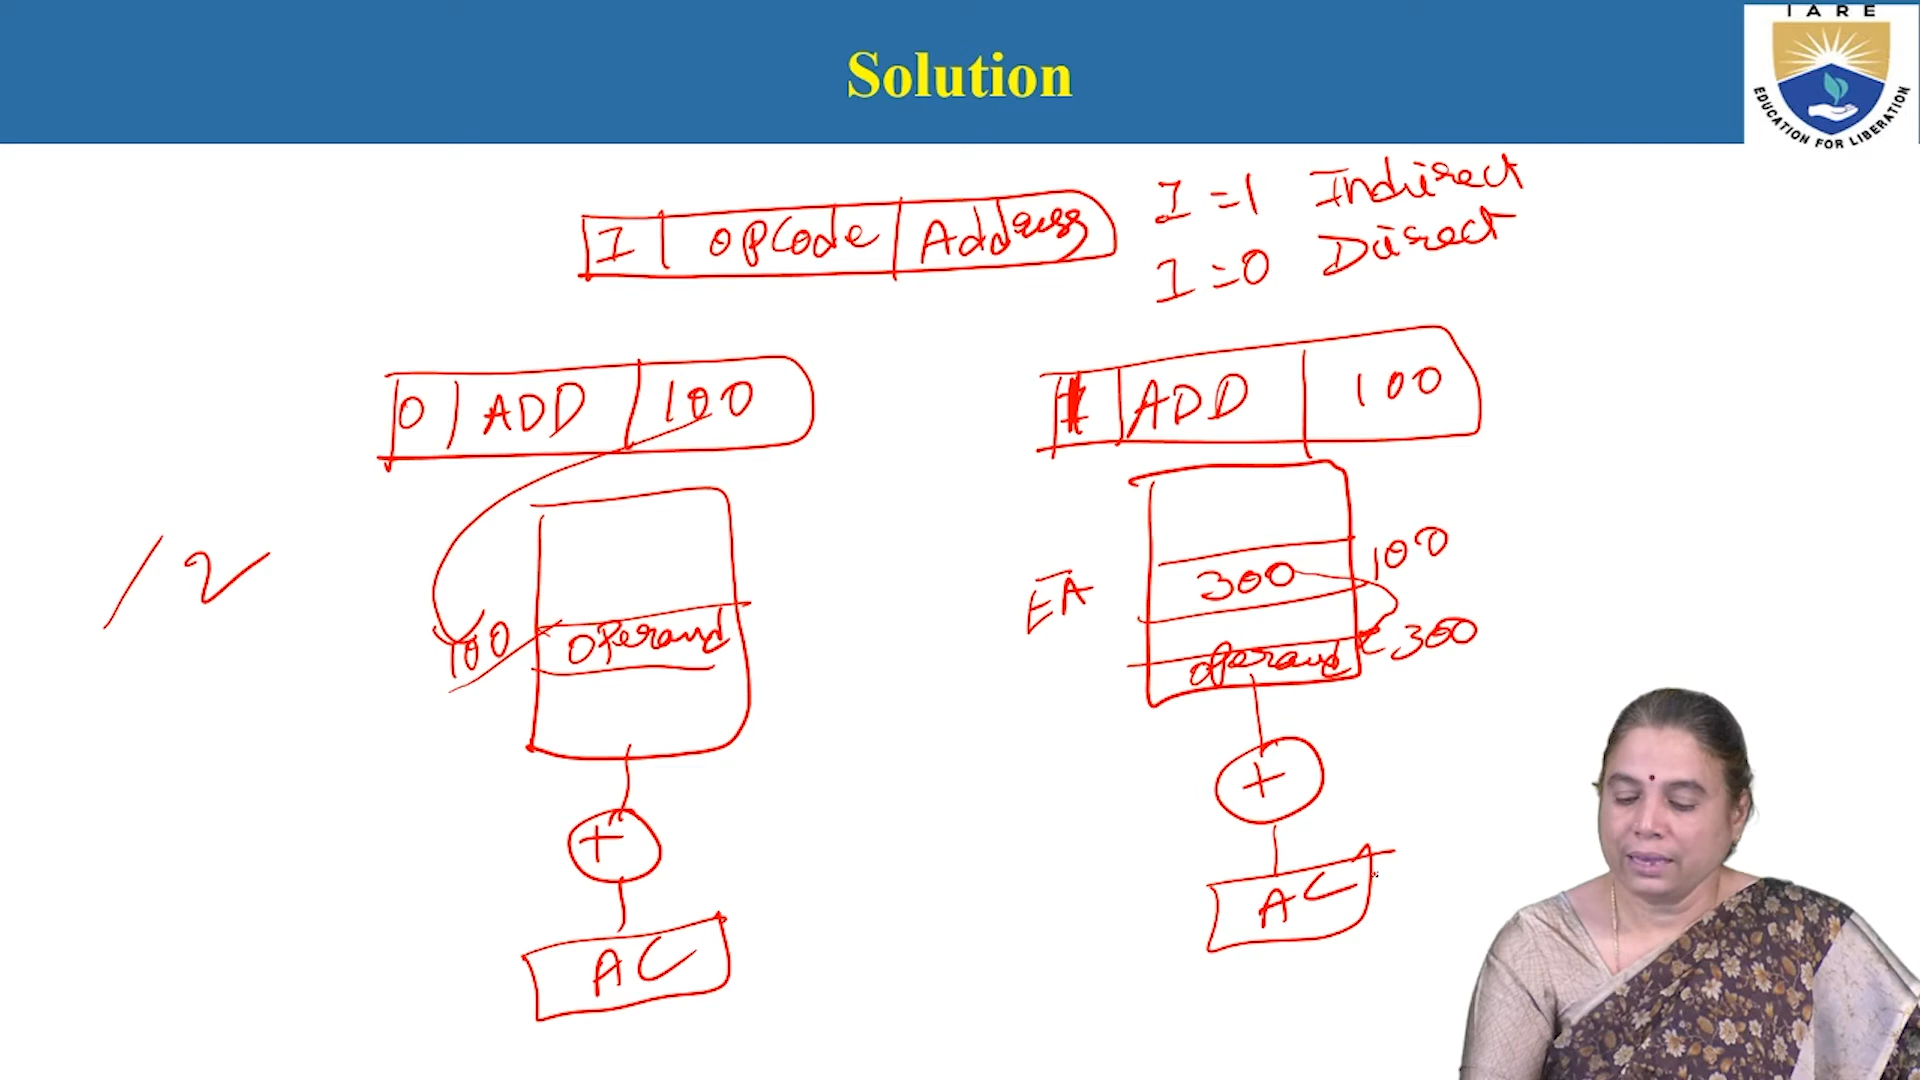 Solution
IARE
EDUCATION FOR LIBERATION
I OPCode Address
I = 1 Indirect
I = 0 Direct
0 ADD 100
100 operand
+
AC
ADD 100
EA
300 100
operand 300
+
AC